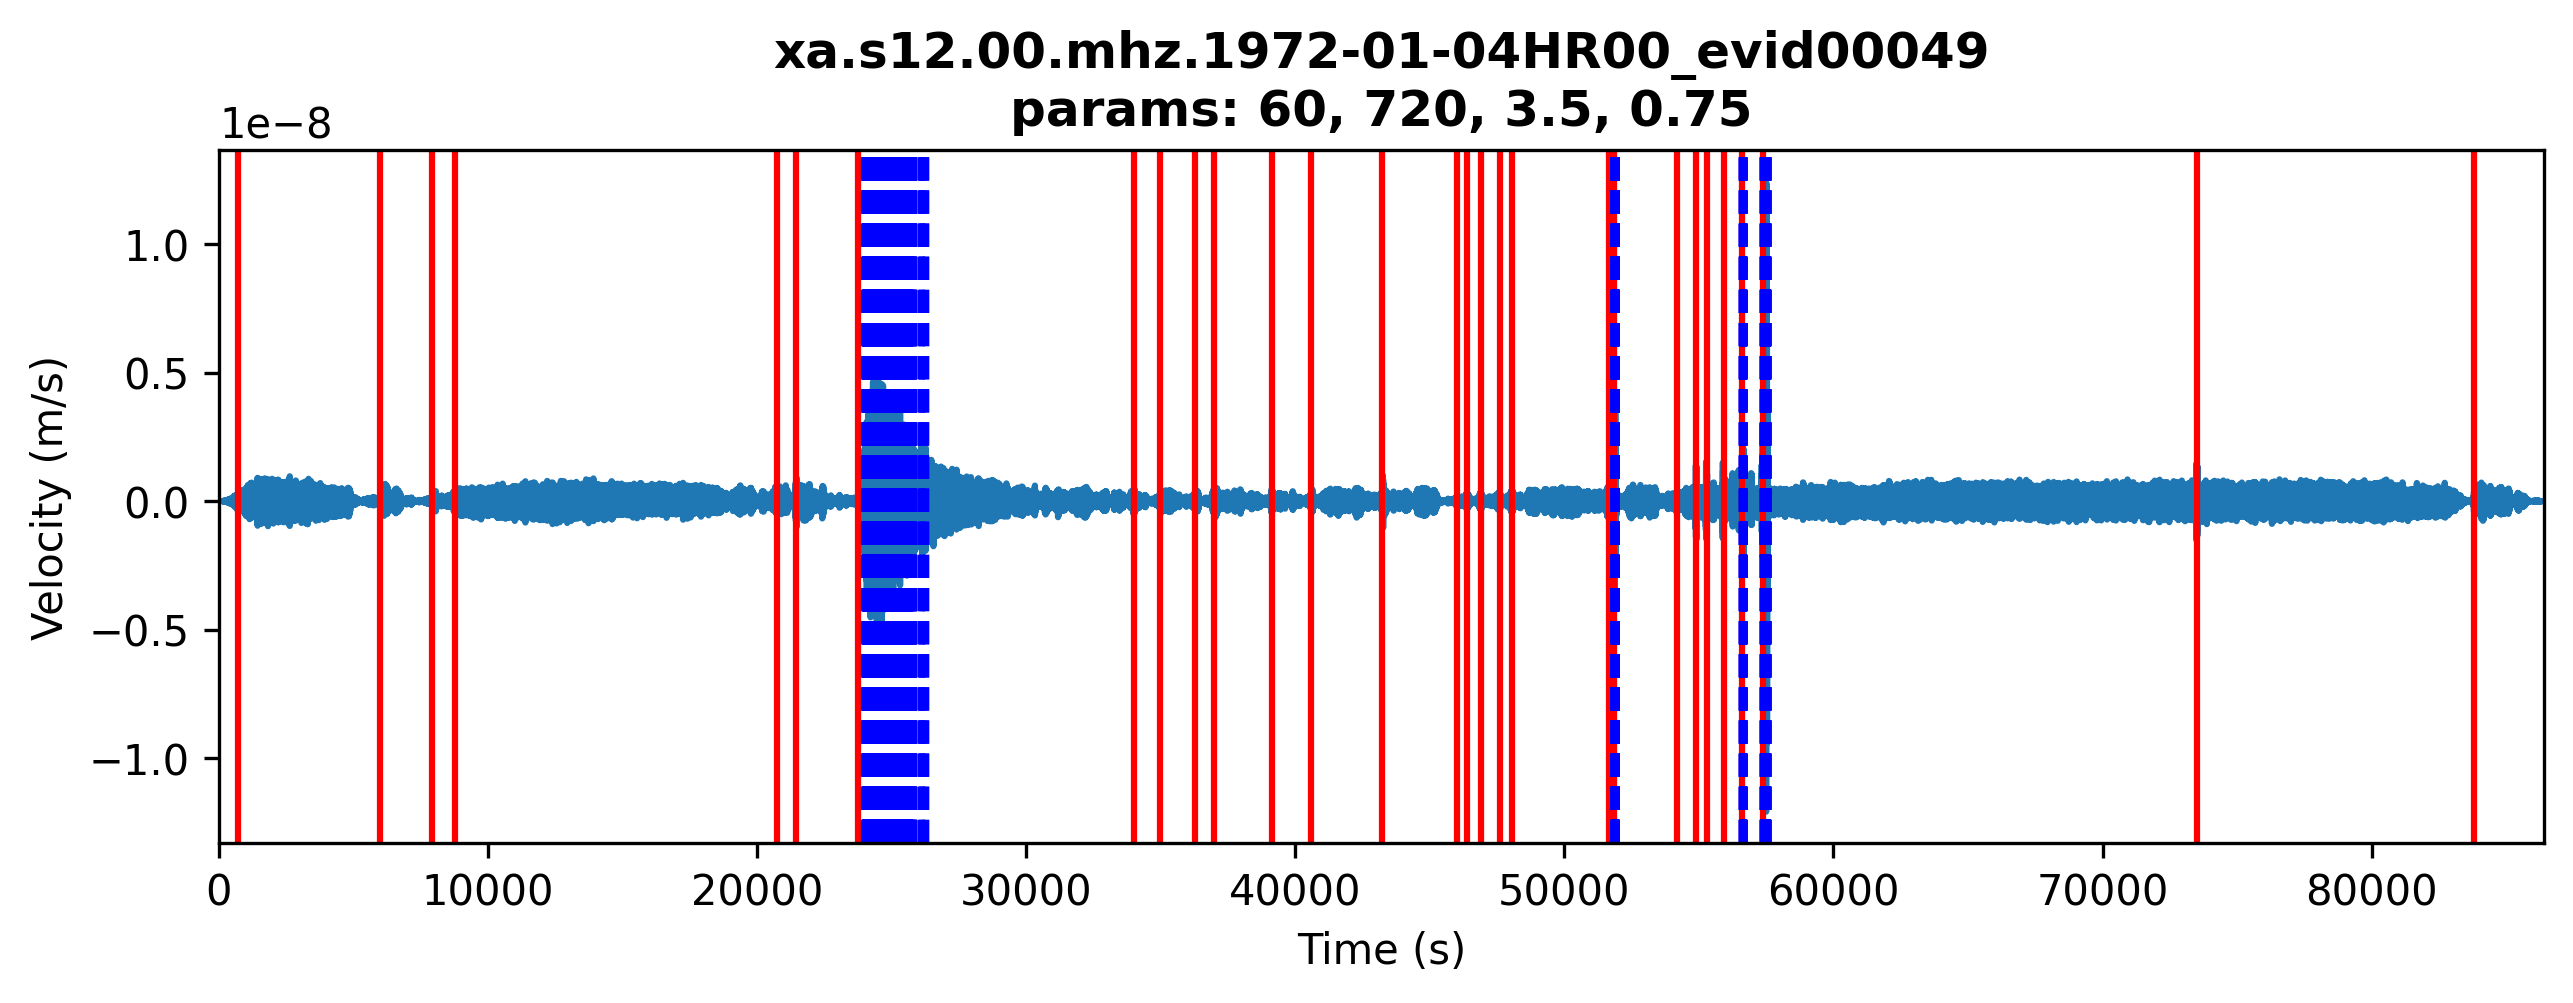 xa.s12.00.mhz.1972-01-04HR00_evid00049
params: 60, 720, 3.5, 0.75
1e−8
1.0
0.5
0.0
−0.5
−1.0
Velocity (m/s)
0 10000 20000 30000 40000 50000 60000 70000 80000
Time (s)